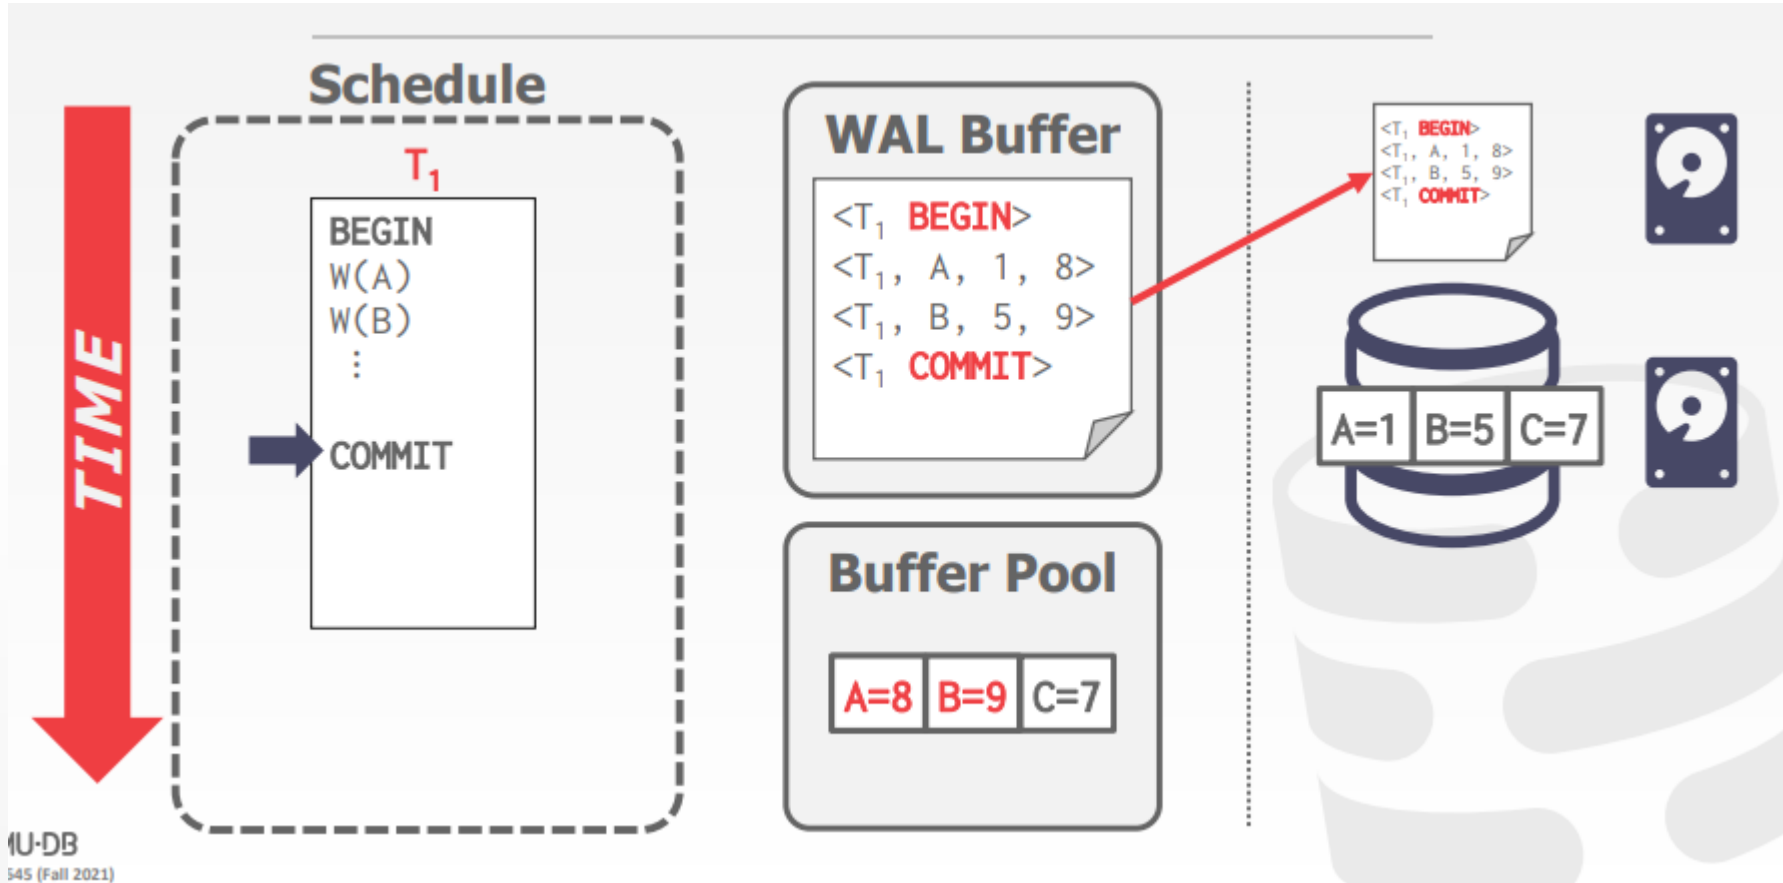 Schedule
TIME
T1
BEGIN
W(A)
W(B)
⋮
COMMIT
WAL Buffer
<T1 BEGIN>
<T1, A, 1, 8>
<T1, B, 5, 9>
<T1 COMMIT>
Buffer Pool
A=8 B=9 C=7
<T1 BEGIN>
<T1, A, 1, 8>
<T1, B, 5, 9>
<T1 COMMIT>
A=1 B=5 C=7
MU·DB
645 (Fall 2021)